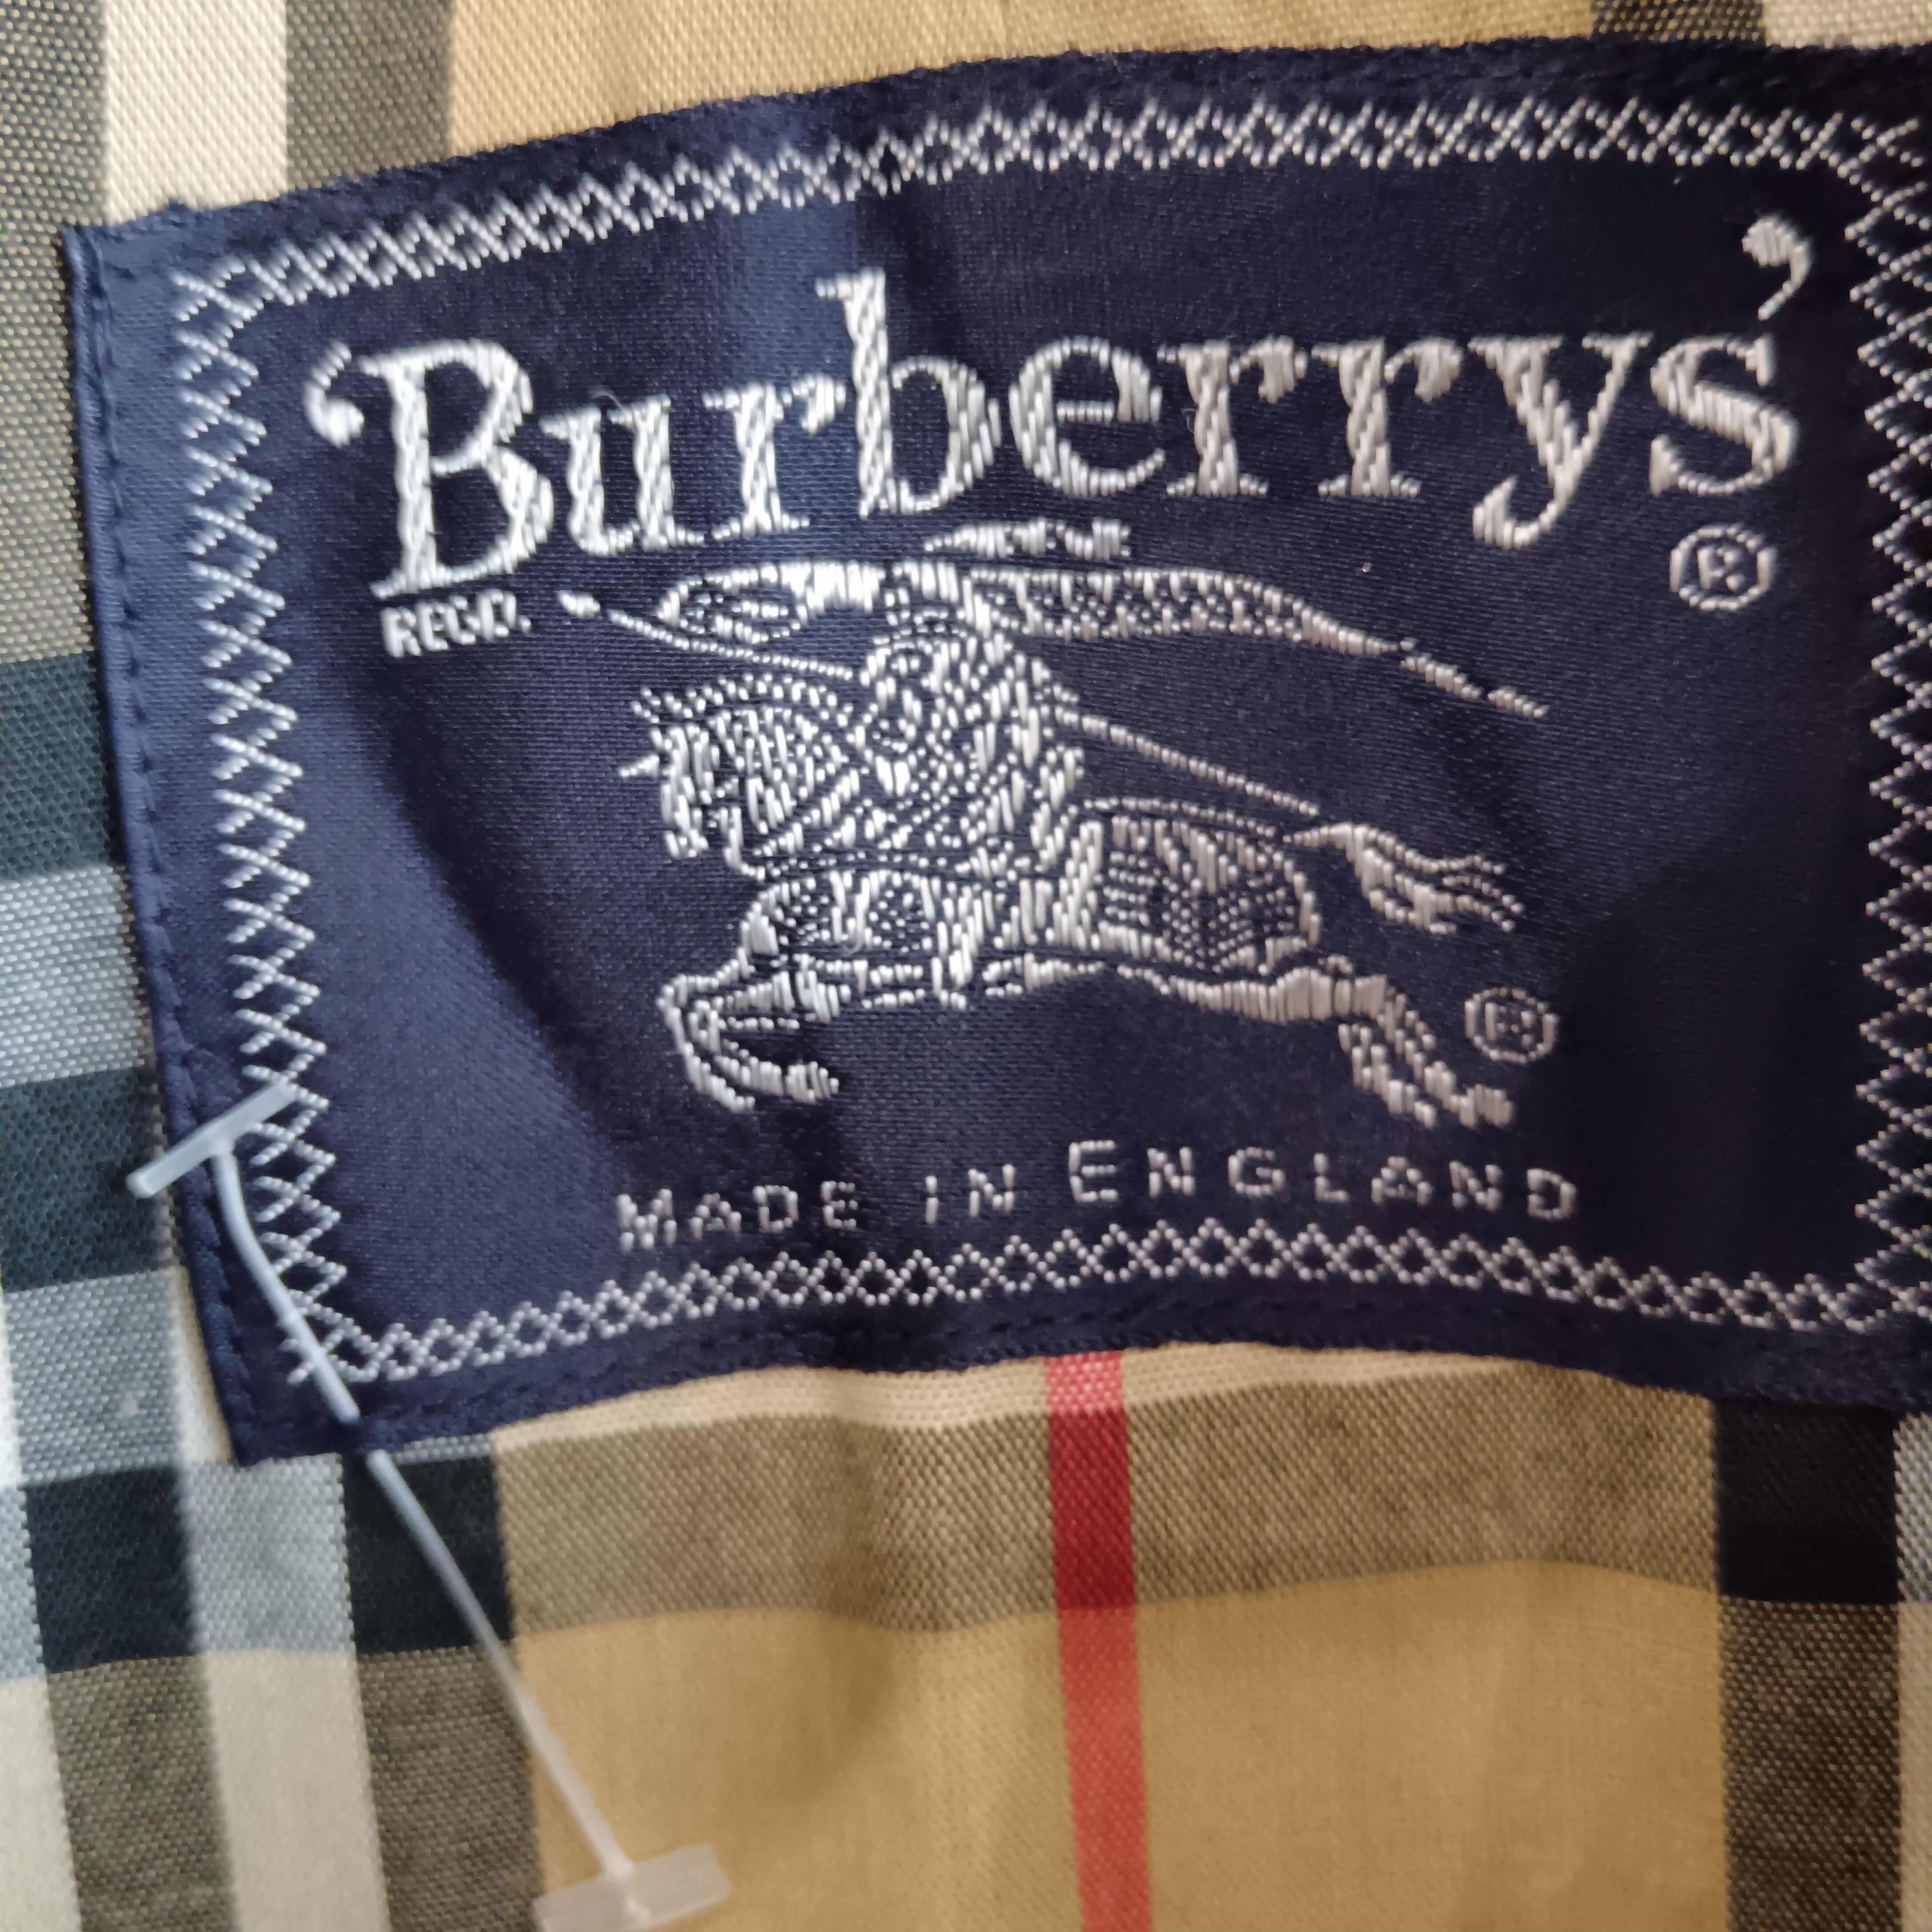 'Burberrys'
REGD. ®
®
MADE IN ENGLAND